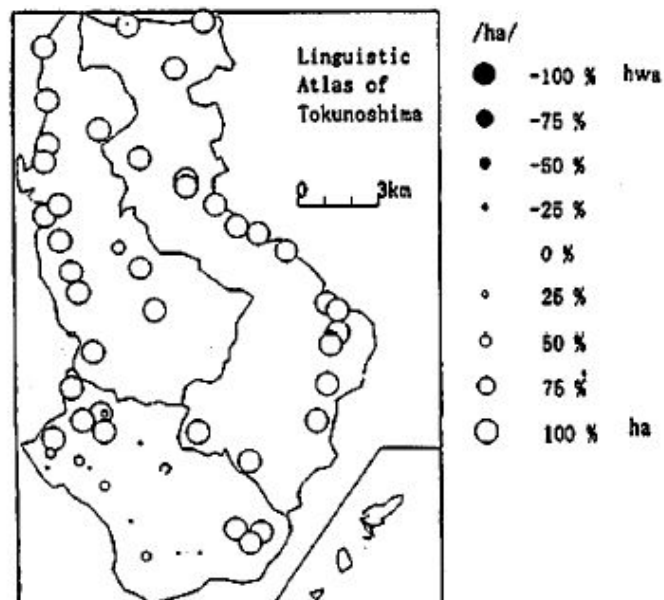 Linguistic
Atlas of
Tokunoshima
0 3km
/ha/
-100 % hwa
-75 %
-50 %
-25 %
0 %
25 %
50 %
75 %
100 % ha